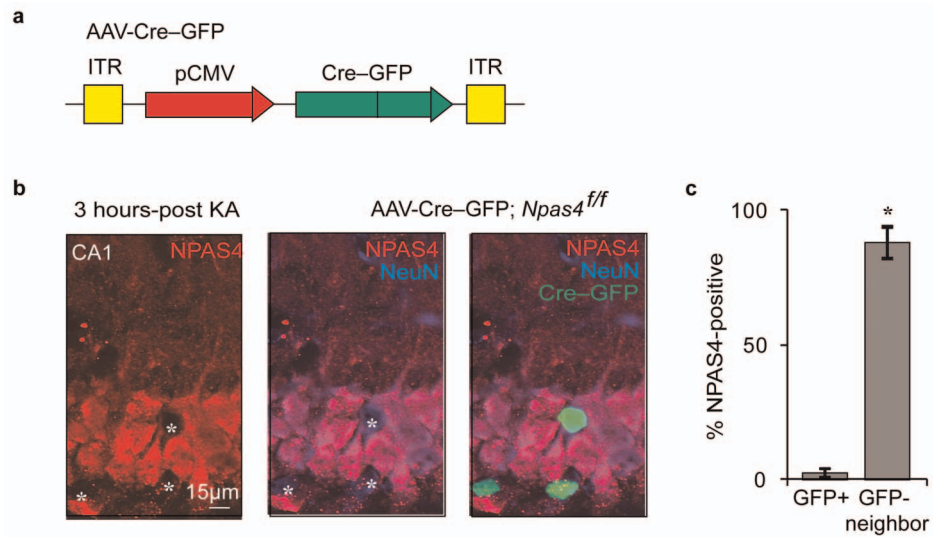 a
AAV-Cre–GFP
ITR
pCMV
Cre–GFP
ITR
b
3 hours-post KA
AAV-Cre–GFP; Npas4f/f
CA1
NPAS4
*
*
*
15µm
NPAS4
NeuN
*
*
*
NPAS4
NeuN
Cre–GFP
c
% NPAS4-positive
100
50
0
*
GFP+
GFP-
neighbor